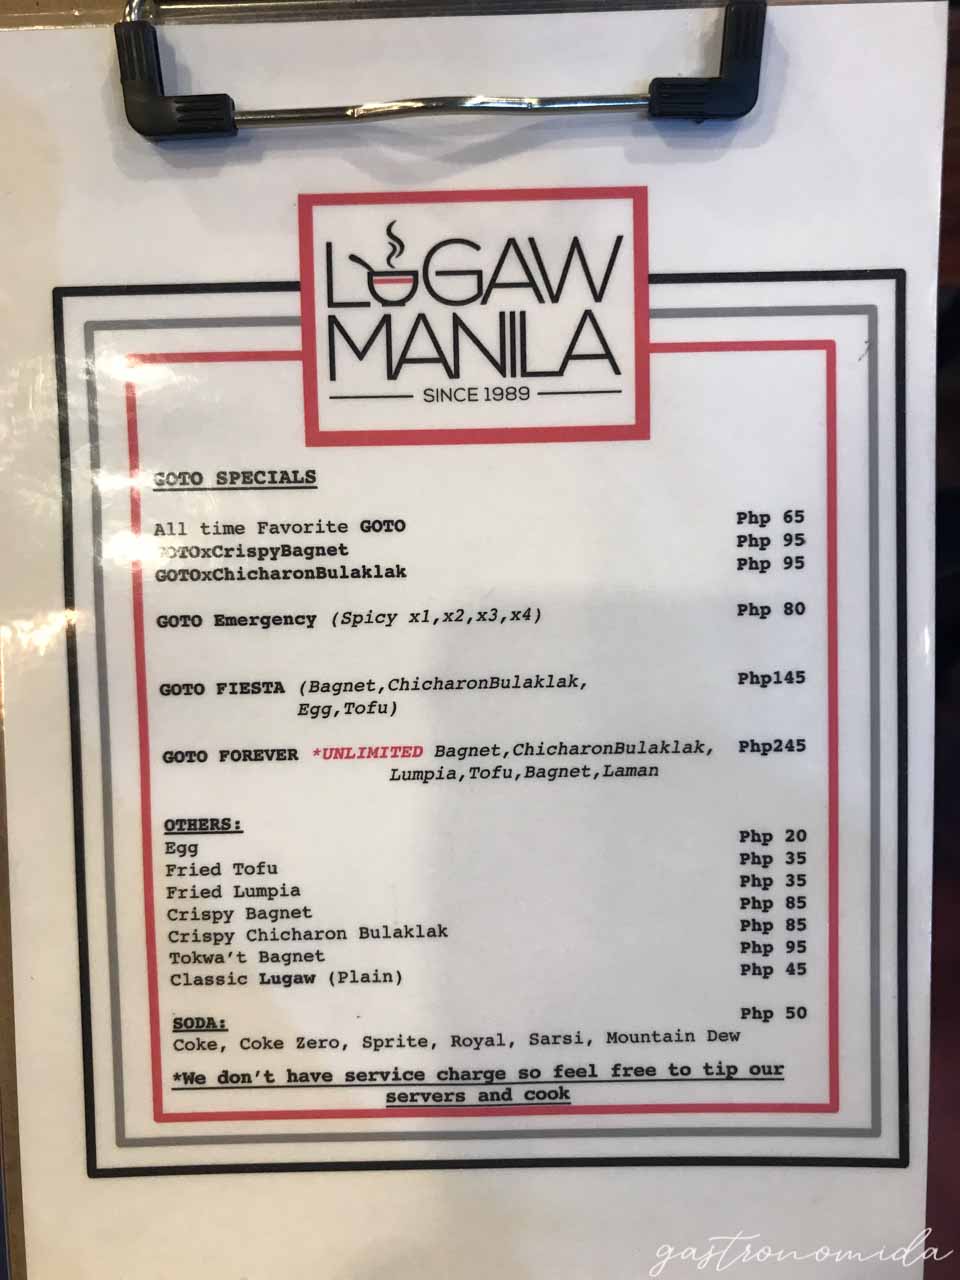 LUGAW
MANILA
SINCE 1989
GOTO SPECIALS
All time Favorite GOTO Php 65
GOTOxCrispyBagnet Php 95
GOTOxChicharonBulaklak Php 95
GOTO Emergency (Spicy x1,x2,x3,x4) Php 80
GOTO FIESTA (Bagnet,ChicharonBulaklak, Php145
Egg,Tofu)
GOTO FOREVER *UNLIMITED Bagnet,ChicharonBulaklak, Php245
Lumpia,Tofu,Bagnet,Laman
OTHERS:
Egg Php 20
Fried Tofu Php 35
Fried Lumpia Php 35
Crispy Bagnet Php 85
Crispy Chicharon Bulaklak Php 85
Tokwa't Bagnet Php 95
Classic Lugaw (Plain) Php 45
SODA: Php 50
Coke, Coke Zero, Sprite, Royal, Sarsi, Mountain Dew
*We don't have service charge so feel free to tip our
servers and cook
gastronomida